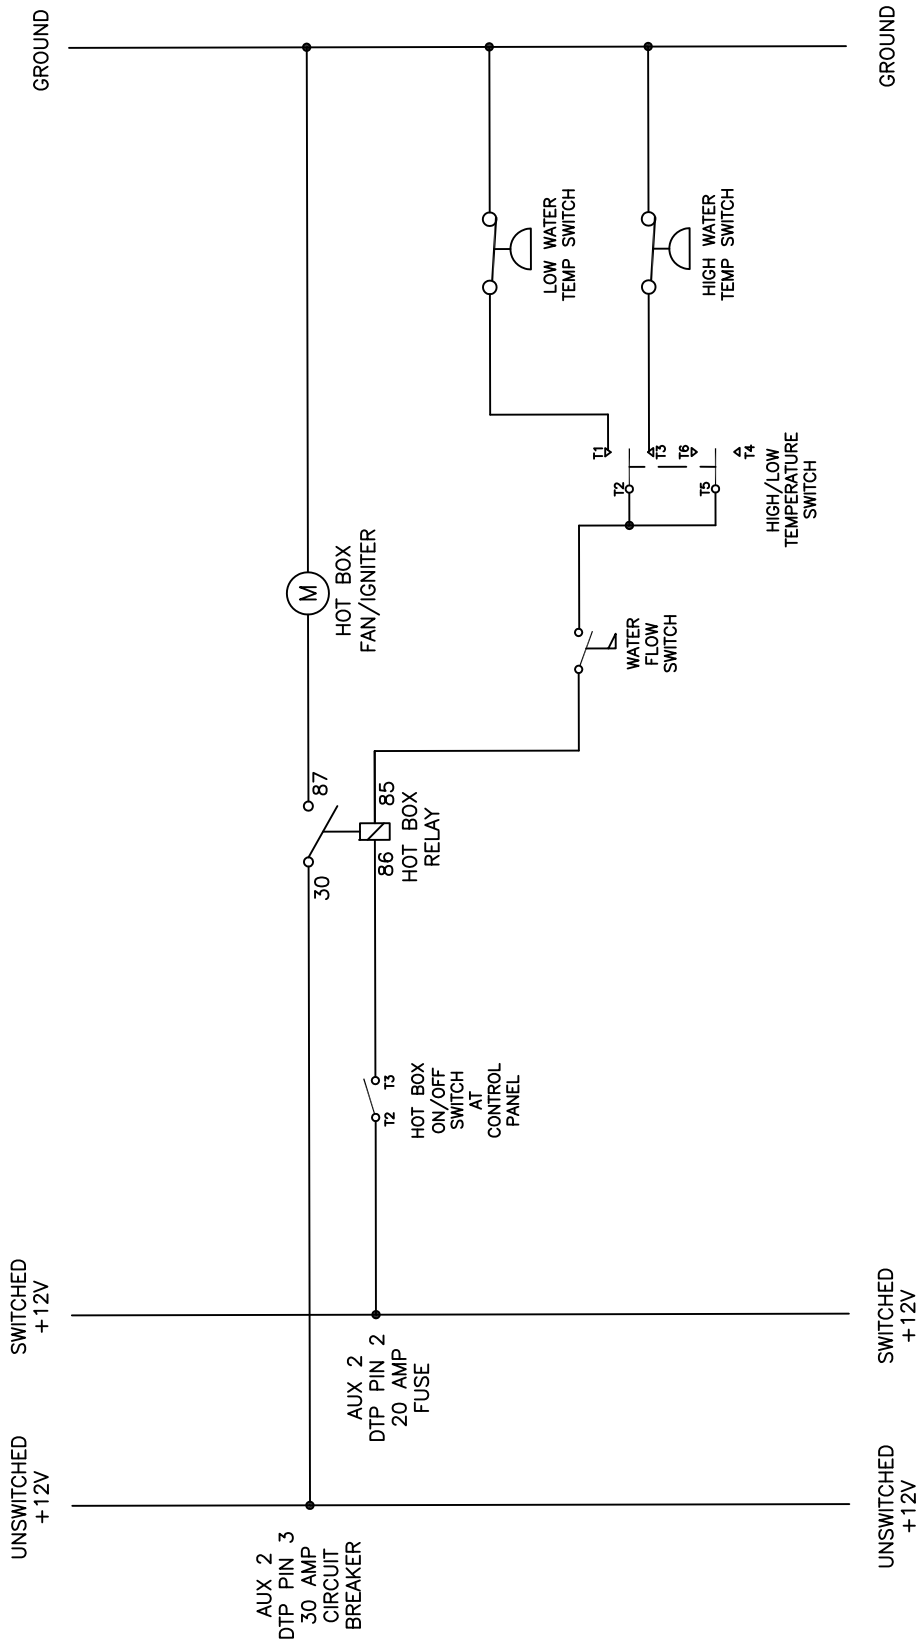 UNSWITCHED
+12V
SWITCHED
+12V
GROUND
AUX 2
DTP PIN 3
30 AMP
CIRCUIT
BREAKER
30
87
M
HOT BOX
FAN/IGNITER
AUX 2
DTP PIN 2
20 AMP
FUSE
T2
T3
HOT BOX
ON/OFF
SWITCH
AT
CONTROL
PANEL
86
85
HOT BOX
RELAY
WATER
FLOW
SWITCH
LOW WATER
TEMP SWITCH
T1
T2
T3
T6
T5
T4
HIGH/LOW
TEMPERATURE
SWITCH
HIGH WATER
TEMP SWITCH
UNSWITCHED
+12V
SWITCHED
+12V
GROUND